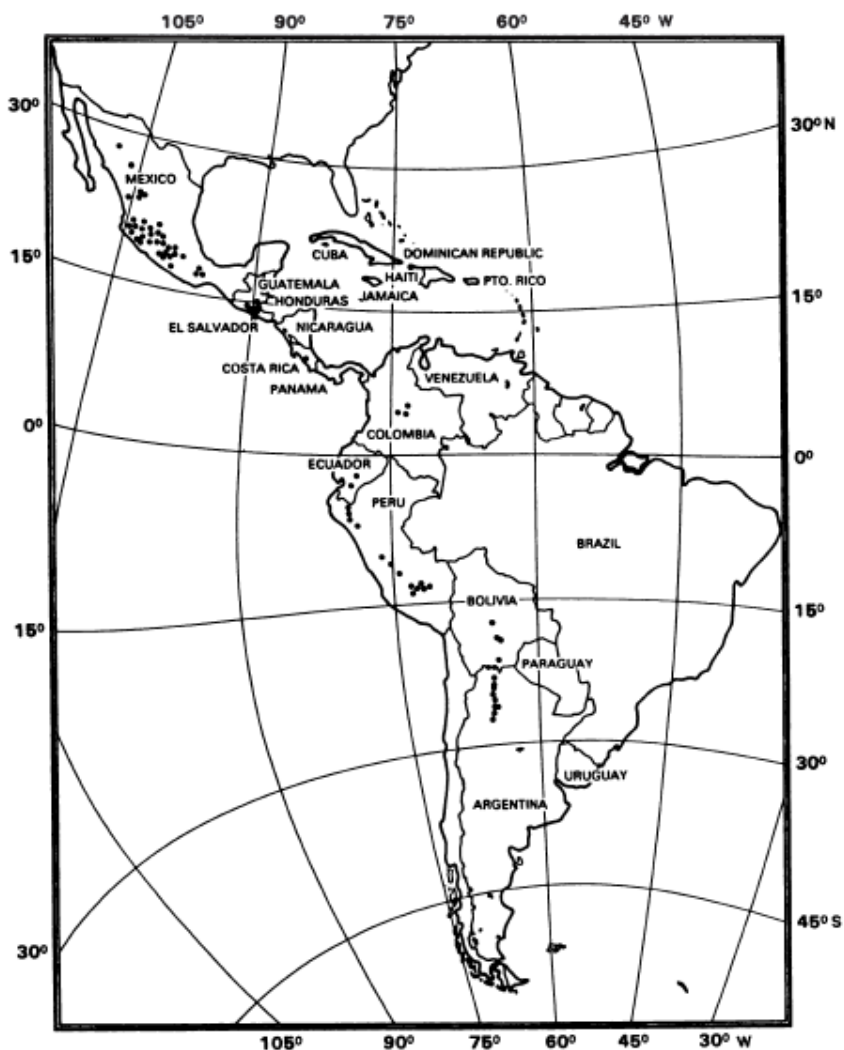 105° 90° 75° 60° 45° W
30°
30° N
MEXICO
15°
CUBA
DOMINICAN REPUBLIC
HAITI
PTO. RICO
JAMAICA
GUATEMALA
HONDURAS
15°
EL SALVADOR
NICARAGUA
COSTA RICA
PANAMA
VENEZUELA
0°
COLOMBIA
ECUADOR
0°
PERU
BRAZIL
BOLIVIA
15°
15°
PARAGUAY
30°
URUGUAY
ARGENTINA
45° S
30°
105° 90° 75° 60° 45° 30° W